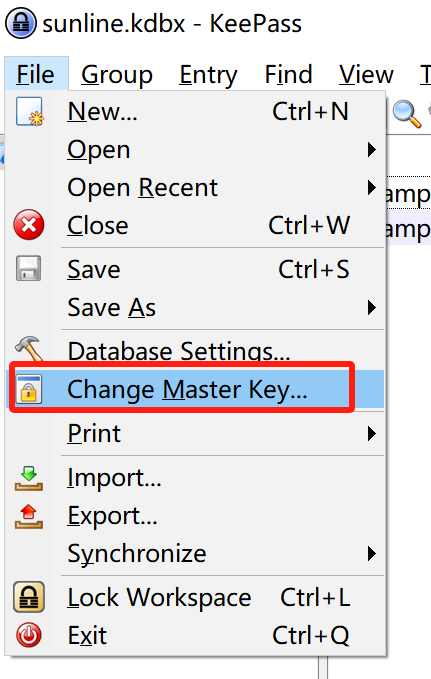 sunline.kdbx - KeePass
File Group Entry Find View T
New... Ctrl+N
Open
Open Recent
Close Ctrl+W
Save Ctrl+S
Save As
Database Settings...
Change Master Key...
Print
Import...
Export...
Synchronize
Lock Workspace Ctrl+L
Exit Ctrl+Q
amp
amp